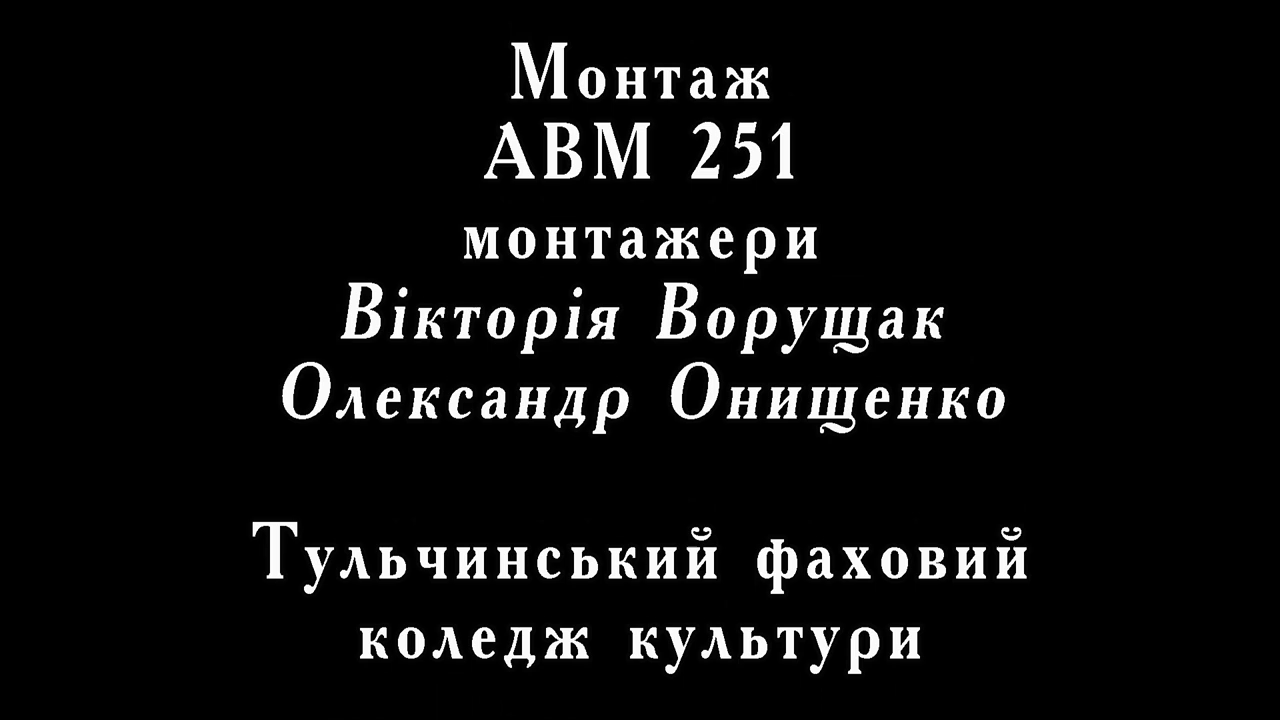 Монтаж
АВМ 251
монтажери
Вікторія Ворущак
Олександр Онищенко
Тульчинський фаховий
коледж культури